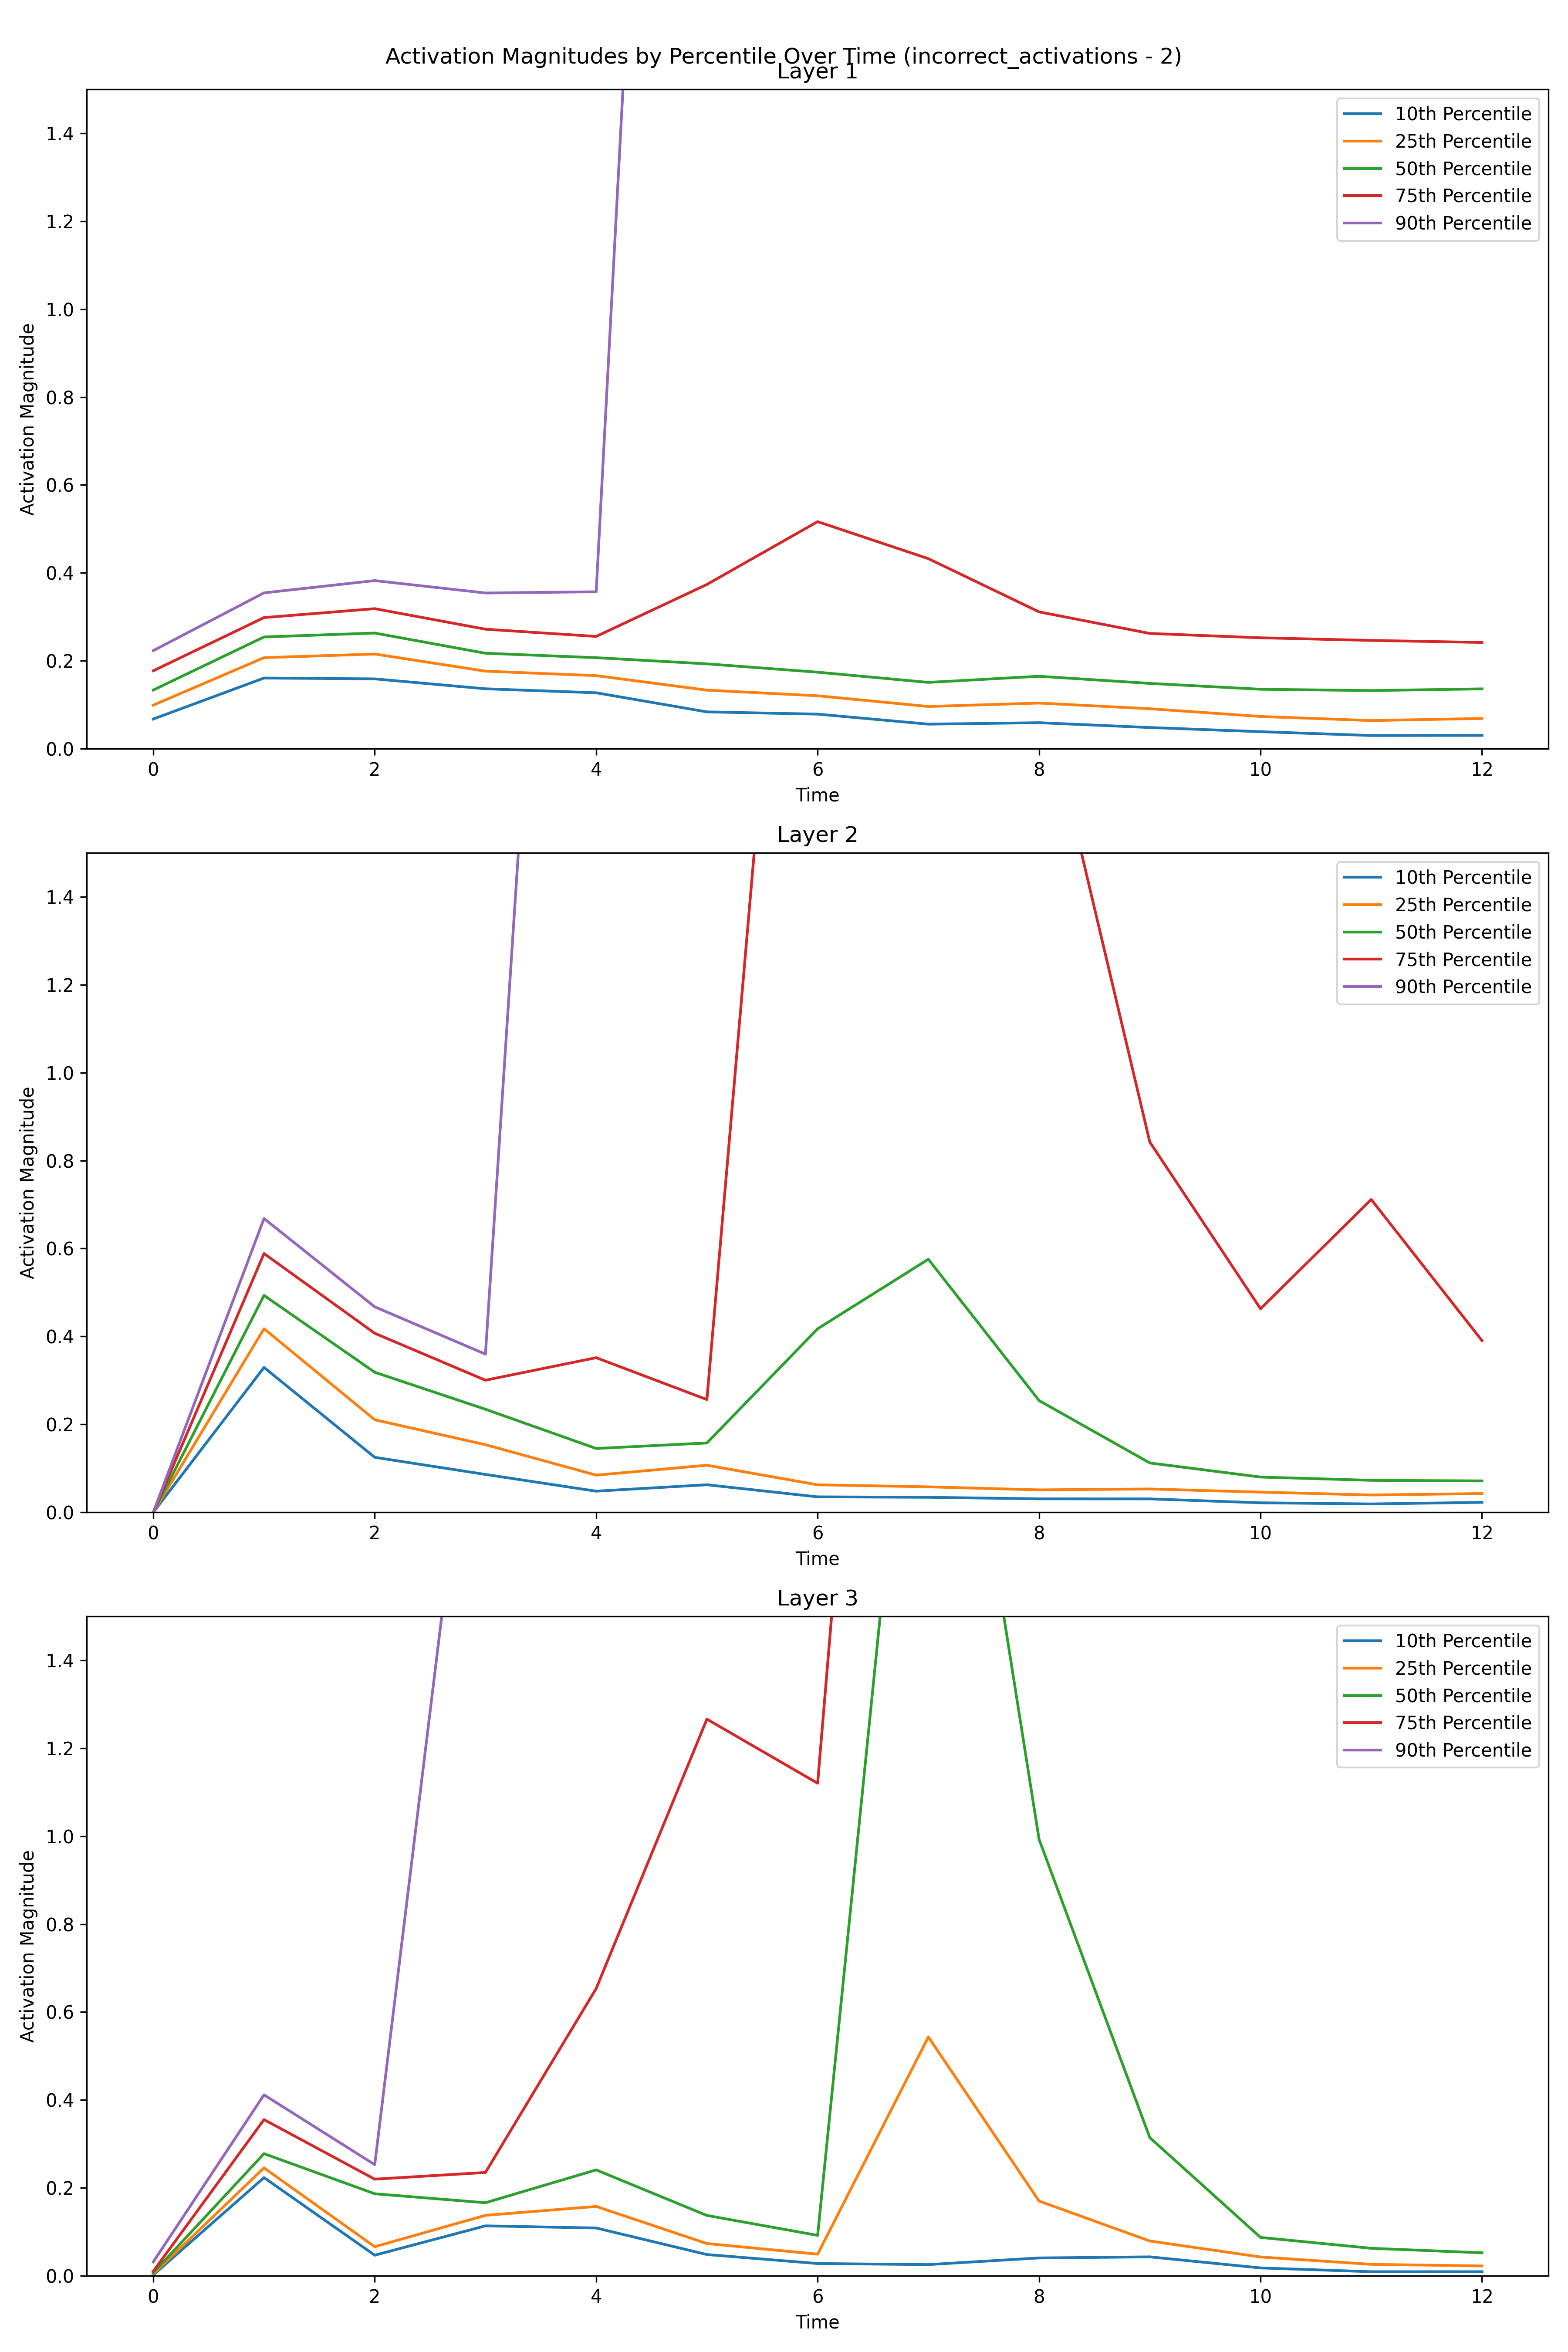 Activation Magnitudes by Percentile Over Time (incorrect_activations - 2)
Layer 1
1.4
1.2
1.0
0.8
0.6
0.4
0.2
0.0
Activation Magnitude
10th Percentile
25th Percentile
50th Percentile
75th Percentile
90th Percentile
0 2 4 6 8 10 12
Time
Layer 2
1.4
1.2
1.0
0.8
0.6
0.4
0.2
0.0
Activation Magnitude
10th Percentile
25th Percentile
50th Percentile
75th Percentile
90th Percentile
0 2 4 6 8 10 12
Time
Layer 3
1.4
1.2
1.0
0.8
0.6
0.4
0.2
0.0
Activation Magnitude
10th Percentile
25th Percentile
50th Percentile
75th Percentile
90th Percentile
0 2 4 6 8 10 12
Time